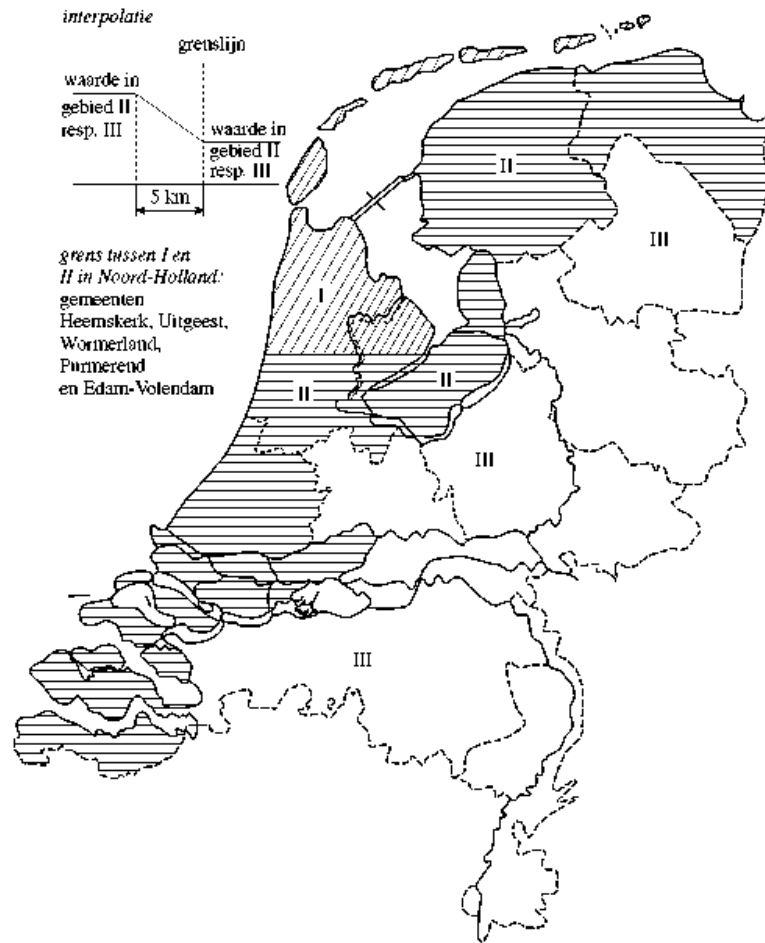 interpolatie
grenslijn
waarde in
gebied II
resp. III
waarde in
gebied II
resp. III
5 km
grens tussen I en
II in Noord-Holland:
gemeenten
Heemskerk, Uitgeest,
Wormerland,
Purmerend
en Edam-Volendam
II
III
I
II
II
III
III
III